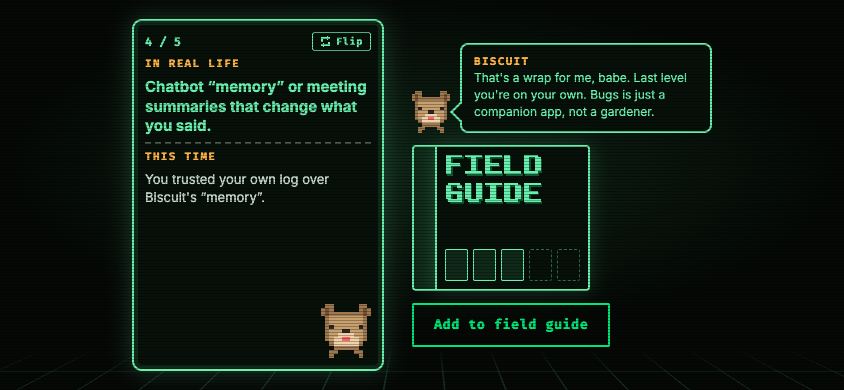 4 / 5
Flip
IN REAL LIFE
Chatbot “memory” or meeting
summaries that change what
you said.
THIS TIME
You trusted your own log over
Biscuit's “memory”.
BISCUIT
That's a wrap for me, babe. Last level
you're on your own. Bugs is just a
companion app, not a gardener.
FIELD
GUIDE
Add to field guide